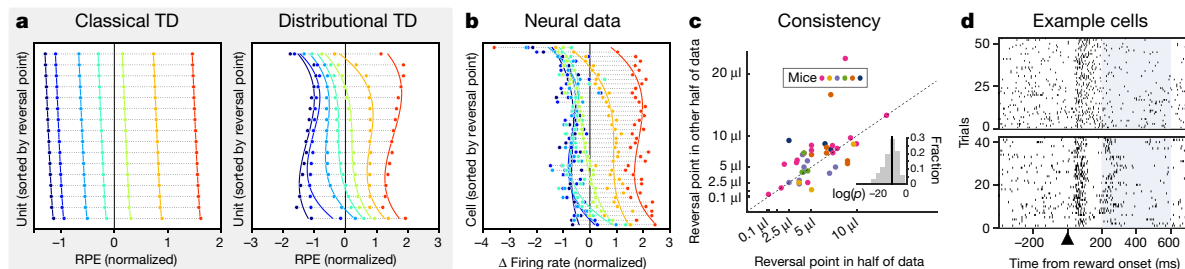 a
Classical TD
Unit (sorted by reversal point)
−1 0 1 2
RPE (normalized)
Distributional TD
Unit (sorted by reversal point)
−3 −2 −1 0 1 2 3
RPE (normalized)
b
Neural data
Cell (sorted by reversal point)
−4 −3 −2 −1 0 1 2 3
Δ Firing rate (normalized)
c
Consistency
Reversal point in other half of data
20 μl
10 μl
5 μl
2.5 μl
0.1 μl
Mice
0.3
0.2
0.1
0
Fraction
log(p) −20 0
0.1 μl 2.5 μl 5 μl 10 μl
Reversal point in half of data
d
Example cells
Trials
50
25
0
40
20
0
−200 0 200 600
Time from reward onset (ms)